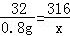 32/0.8g = 316/x